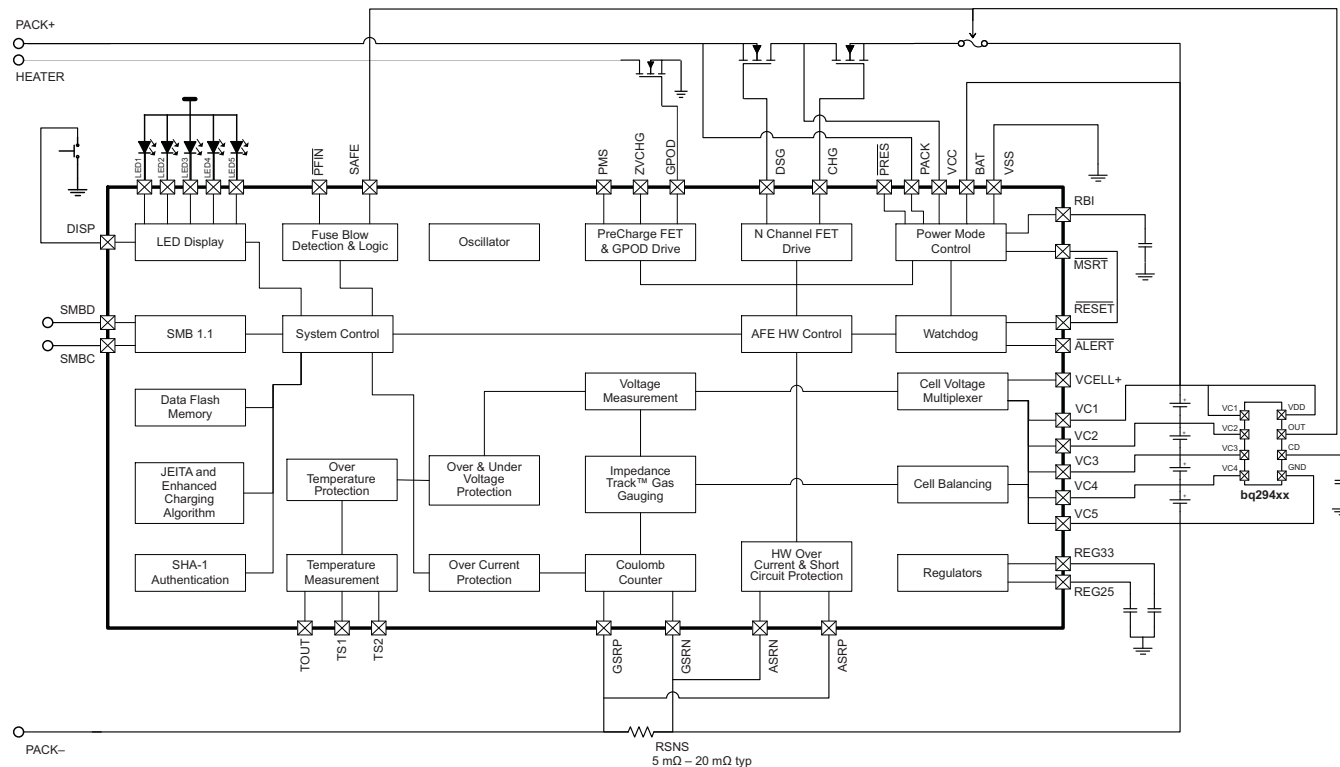 PACK+
HEATER
LED1
LED2
LED3
LED4
LED5
PFIN
SAFE
PMS
ZVCHG
GPOD
DSG
CHG
PRES
PACK
VCC
BAT
VSS
DISP
LED Display
Fuse Blow
Detection & Logic
Oscillator
PreCharge FET
& GPOD Drive
N Channel FET
Drive
Power Mode
Control
RBI
MSRT
RESET
ALERT
SMBD
SMBC
SMB 1.1
System Control
AFE HW Control
Watchdog
Data Flash
Memory
Voltage
Measurement
Cell Voltage
Multiplexer
VCELL+
VC1
VC2
VC3
VC4
VC5
VC1
VC2
VC3
VC4
VDD
OUT
CD
GND
bq294xx
JEITA and
Enhanced
Charging
Algorithm
Over
Temperature
Protection
Over & Under
Voltage
Protection
Impedance
Track™ Gas
Gauging
Cell Balancing
SHA-1
Authentication
Temperature
Measurement
Over Current
Protection
Coulomb
Counter
HW Over
Current & Short
Circuit Protection
Regulators
REG33
REG25
TOUT
TS1
TS2
GSRP
GSRN
ASRN
ASRP
PACK–
RSNS
5 mΩ – 20 mΩ typ